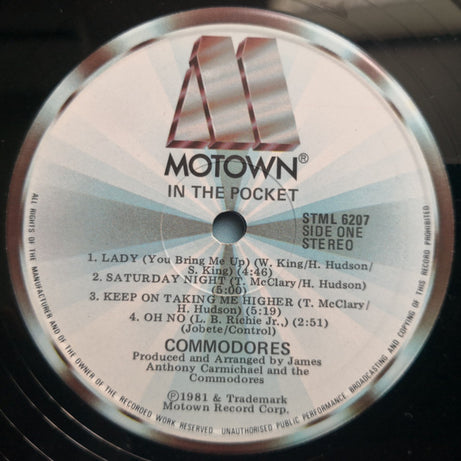 MOTOWN®
IN THE POCKET
STML 6207
SIDE ONE
STEREO
1. LADY (You Bring Me Up) (W. King/H. Hudson/
S. King) (4:46)
2. SATURDAY NIGHT (T. McClary/H. Hudson)
(5:00)
3. KEEP ON TAKING ME HIGHER (T. McClary/
H. Hudson) (5:19)
4. OH NO (L. B. Richie Jr.,) (2:51)
(Jobete/Control)
COMMODORES
Produced and Arranged by James
Anthony Carmichael and the
Commodores
℗1981 & Trademark
Motown Record Corp.
ALL RIGHTS OF THE MANUFACTURER AND OF THE OWNER OF THE RECORDED WORK RESERVED. UNAUTHORISED PUBLIC PERFORMANCE, BROADCASTING AND COPYING OF THIS RECORD PROHIBITED